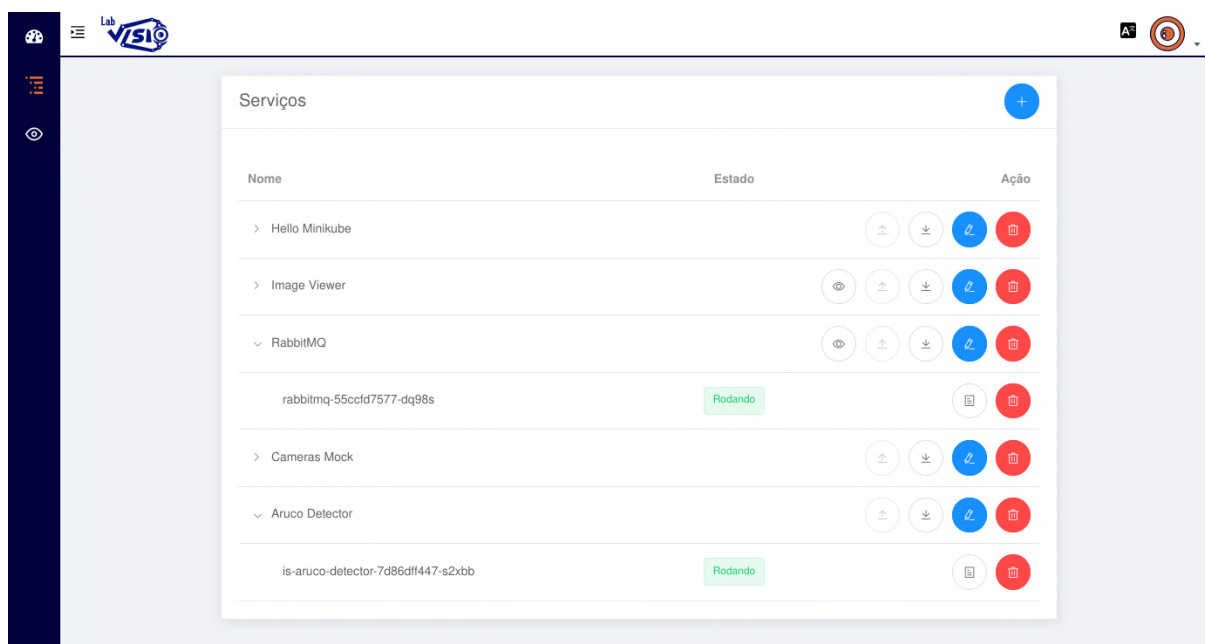 Lab
VISIO
A
Serviços
Nome Estado Ação
Hello Minikube
Image Viewer
RabbitMQ
rabbitmq-55ccfd7577-dq98s Rodando
Cameras Mock
Aruco Detector
is-aruco-detector-7d86dff447-s2xbb Rodando